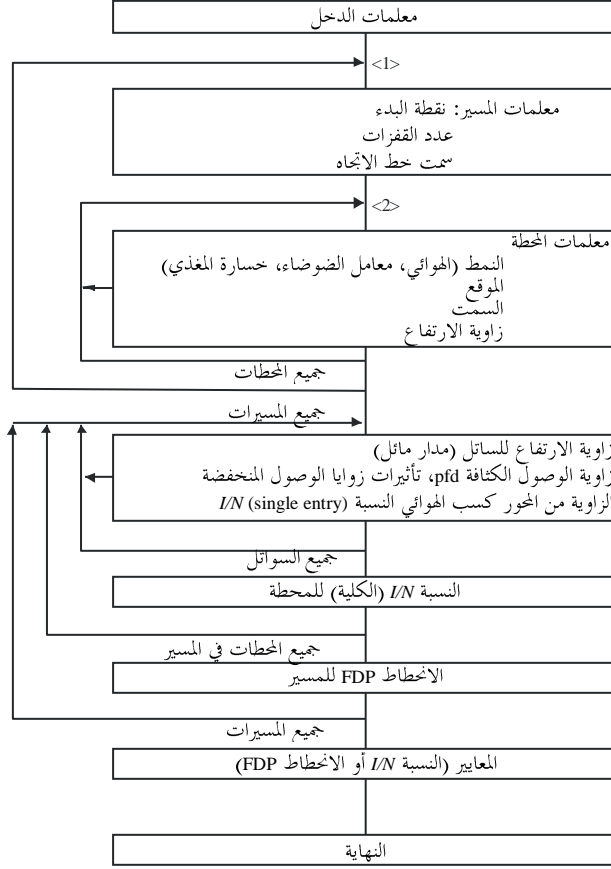 معلمات الدخل
<1>
معلمات المسير: نقطة البدء
عدد القفزات
سمت خط الاتجاه
<2>
معلمات المحطة
النمط (الهوائي، معامل الضوضاء، خسارة المغذي)
الموقع
السمت
زاوية الارتفاع
جميع المحطات
جميع المسيرات
زاوية الارتفاع للساتل (مدار مائل)
زاوية الوصول الكثافة pfd، تأثيرات زوايا الوصول المنخفضة
الزاوية من المحور كسب الهوائي النسبة I/N (single entry)
جميع السواتل
النسبة I/N (الكلية) للمحطة
جميع المحطات في المسير
الانحطاط FDP للمسير
جميع المسيرات
المعايير (النسبة I/N أو الانحطاط FDP)
النهاية